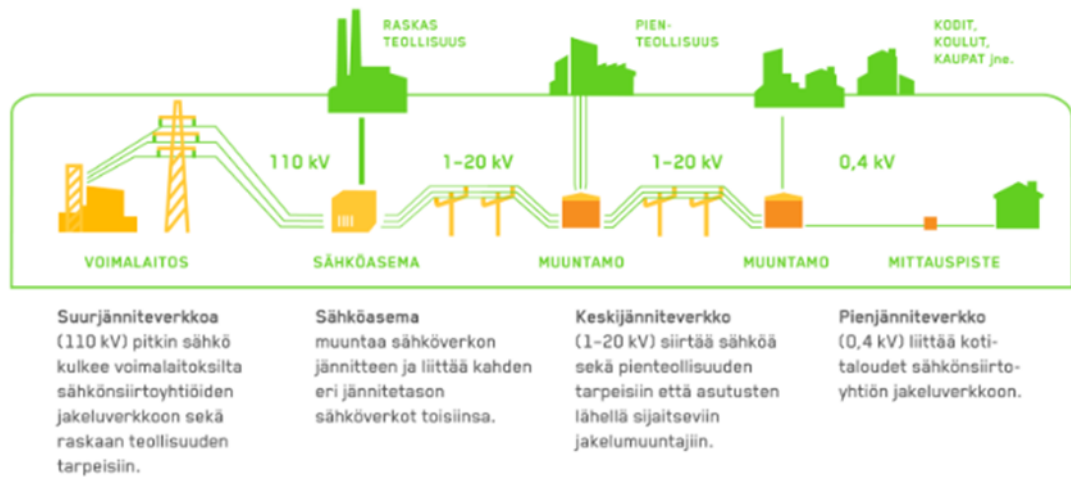 RASKAS
TEOLLISUUS
PIEN-
TEOLLISUUS
KODIT,
KOULUT,
KAUPAT jne.
110 kV
1–20 kV
1–20 kV
0,4 kV
VOIMALAITOS
SÄHKÖASEMA
MUUNTAMO
MUUNTAMO
MITTAUSPISTE
Suurjänniteverkkoa
(110 kV) pitkin sähkö
kulkee voimalaitoksilta
sähkönsiirtoyhtiöiden
jakeluverkkoon sekä
raskaan teollisuuden
tarpeisiin.
Sähköasema
muuntaa sähköverkon
jännitteen ja liittää kahden
eri jännitetason
sähköverkot toisiinsa.
Keskijänniteverkko
(1–20 kV) siirtää sähköä
sekä pienteollisuuden
tarpeisiin että asutusten
lähellä sijaitseviin
jakelumuuntajiin.
Pienjänniteverkko
(0,4 kV) liittää koti-
taloudet sähkönsiirto-
yhtiön jakeluverkkoon.